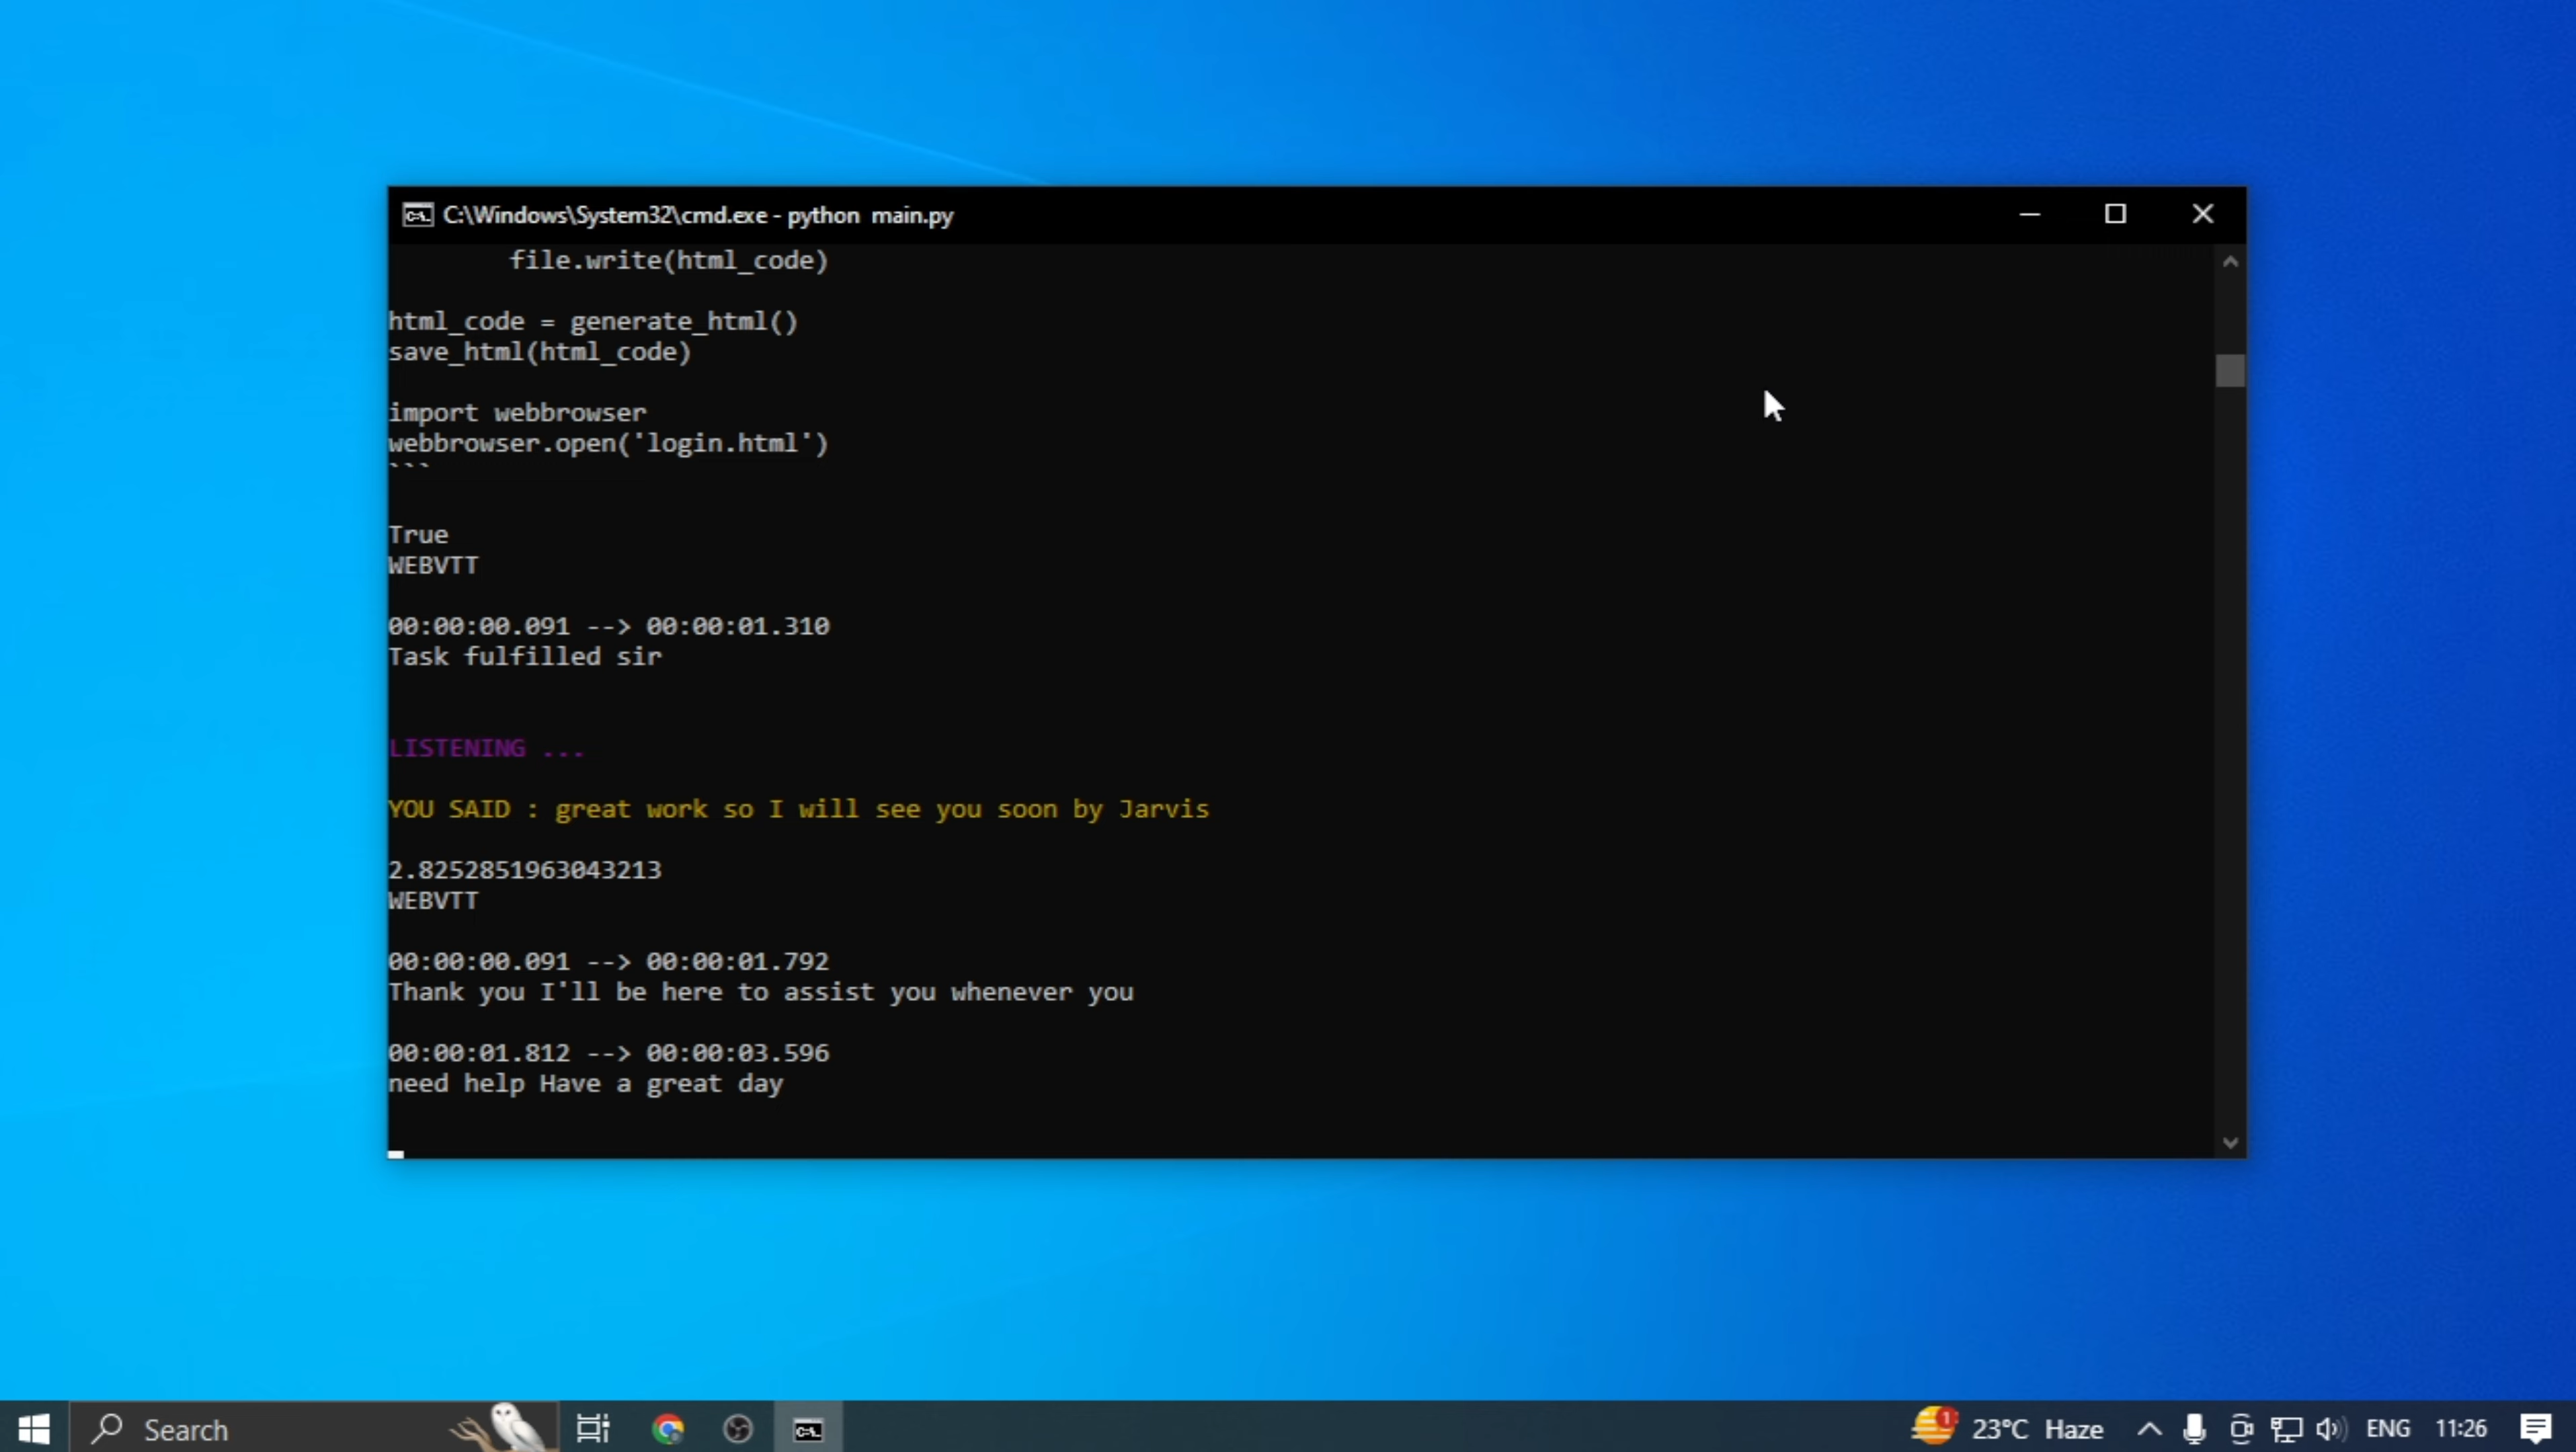 C:\Windows\System32\cmd.exe - python  main.py
file.write(html_code)
html_code = generate_html()
save_html(html_code)
import webbrowser
webbrowser.open('login.html')
```
True
WEBVTT
00:00:00.091 --> 00:00:01.310
Task fulfilled sir
LISTENING ...
YOU SAID : great work so I will see you soon by Jarvis
2.8252851963043213
WEBVTT
00:00:00.091 --> 00:00:01.792
Thank you I'll be here to assist you whenever you
00:00:01.812 --> 00:00:03.596
need help Have a great day
Search
1
23°C Haze
ENG
11:26